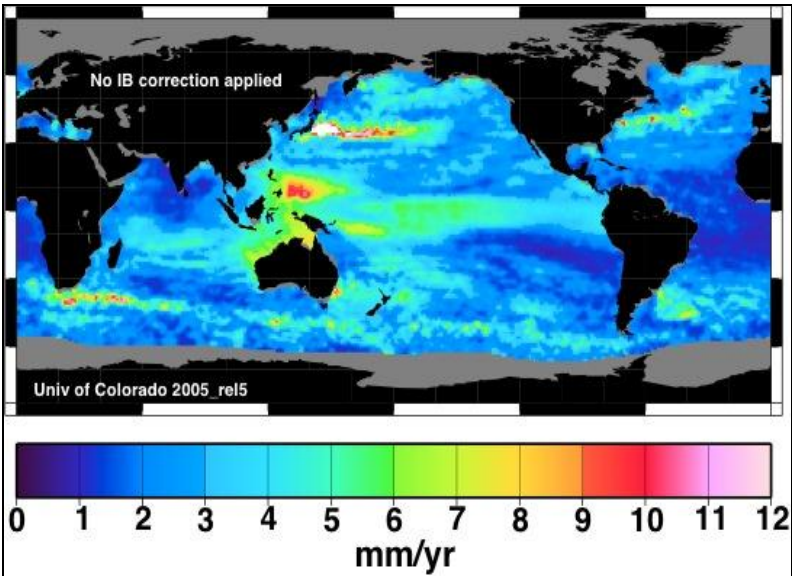 No IB correction applied
Univ of Colorado 2005_rel5
0 1 2 3 4 5 6 7 8 9 10 11 12
mm/yr